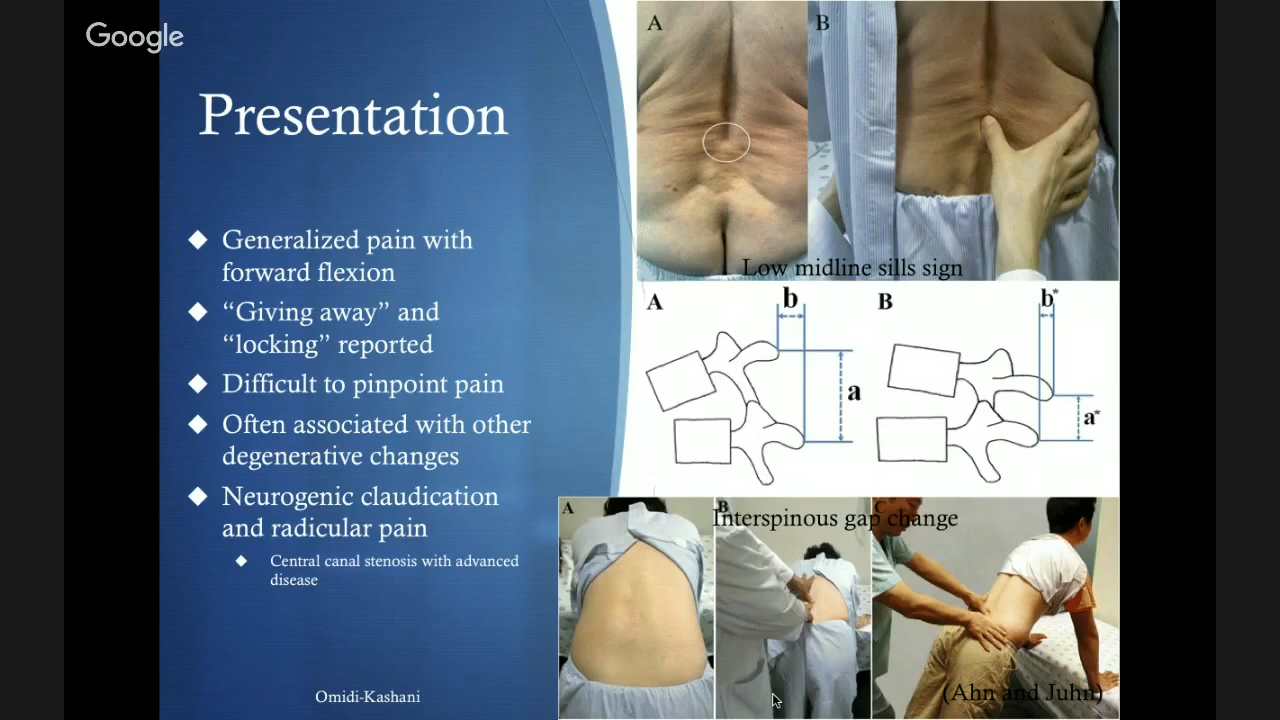 Google
Presentation
Generalized pain with
forward flexion
“Giving away” and
“locking” reported
Difficult to pinpoint pain
Often associated with other
degenerative changes
Neurogenic claudication
and radicular pain
Central canal stenosis with advanced
disease
Omidi-Kashani
A
B
Low midline sills sign
A
b
B
b*
a
a*
A
B
C
Interspinous gap change
(Ahn and Juhn)